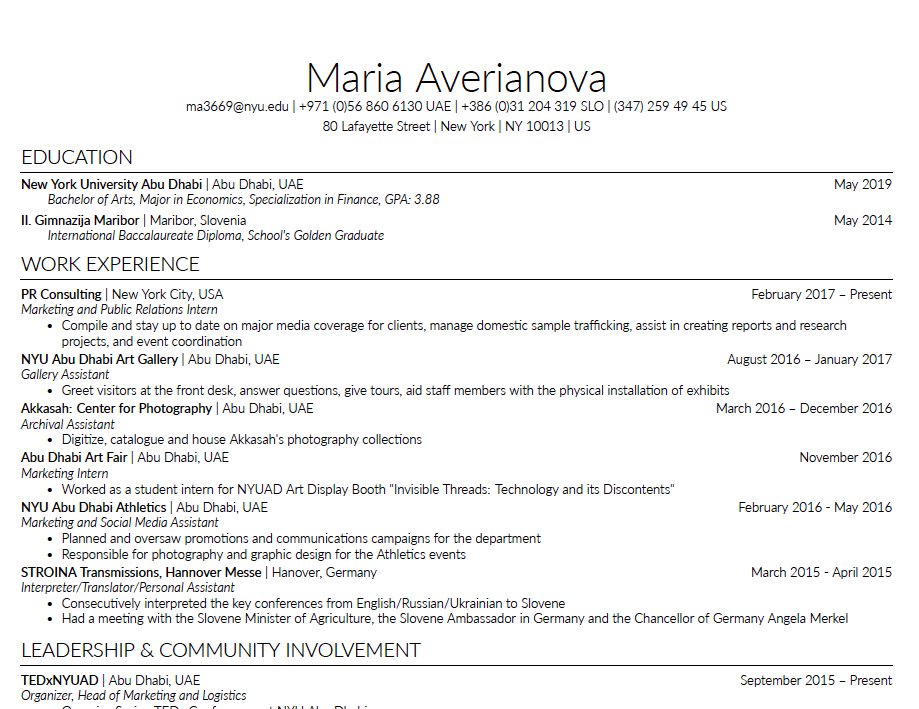 Maria Averianova
ma3669@nyu.edu | +971 (0)56 860 6130 UAE | +386 (0)31 204 319 SLO | (347) 259 49 45 US
80 Lafayette Street | New York | NY 10013 | US
EDUCATION
New York University Abu Dhabi | Abu Dhabi, UAE May 2019
Bachelor of Arts, Major in Economics, Specialization in Finance, GPA: 3.88
II. Gimnazija Maribor | Maribor, Slovenia May 2014
International Baccalaureate Diploma, School's Golden Graduate
WORK EXPERIENCE
PR Consulting | New York City, USA February 2017 – Present
Marketing and Public Relations Intern
• Compile and stay up to date on major media coverage for clients, manage domestic sample trafficking, assist in creating reports and research
projects, and event coordination
NYU Abu Dhabi Art Gallery | Abu Dhabi, UAE August 2016 – January 2017
Gallery Assistant
• Greet visitors at the front desk, answer questions, give tours, aid staff members with the physical installation of exhibits
Akkasah: Center for Photography | Abu Dhabi, UAE March 2016 – December 2016
Archival Assistant
• Digitize, catalogue and house Akkasah's photography collections
Abu Dhabi Art Fair | Abu Dhabi, UAE November 2016
Marketing Intern
• Worked as a student intern for NYUAD Art Display Booth "Invisible Threads: Technology and its Discontents"
NYU Abu Dhabi Athletics | Abu Dhabi, UAE February 2016 - May 2016
Marketing and Social Media Assistant
• Planned and oversaw promotions and communications campaigns for the department
• Responsible for photography and graphic design for the Athletics events
STROINA Transmissions, Hannover Messe | Hanover, Germany March 2015 - April 2015
Interpreter/Translator/Personal Assistant
• Consecutively interpreted the key conferences from English/Russian/Ukrainian to Slovene
• Had a meeting with the Slovene Minister of Agriculture, the Slovene Ambassador in Germany and the Chancellor of Germany Angela Merkel
LEADERSHIP & COMMUNITY INVOLVEMENT
TEDxNYUAD | Abu Dhabi, UAE September 2015 – Present
Organizer, Head of Marketing and Logistics